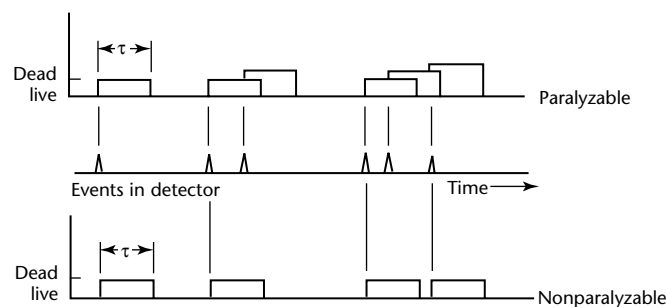 τ
Dead
live
Paralyzable
Events in detector
Time
τ
Dead
live
Nonparalyzable